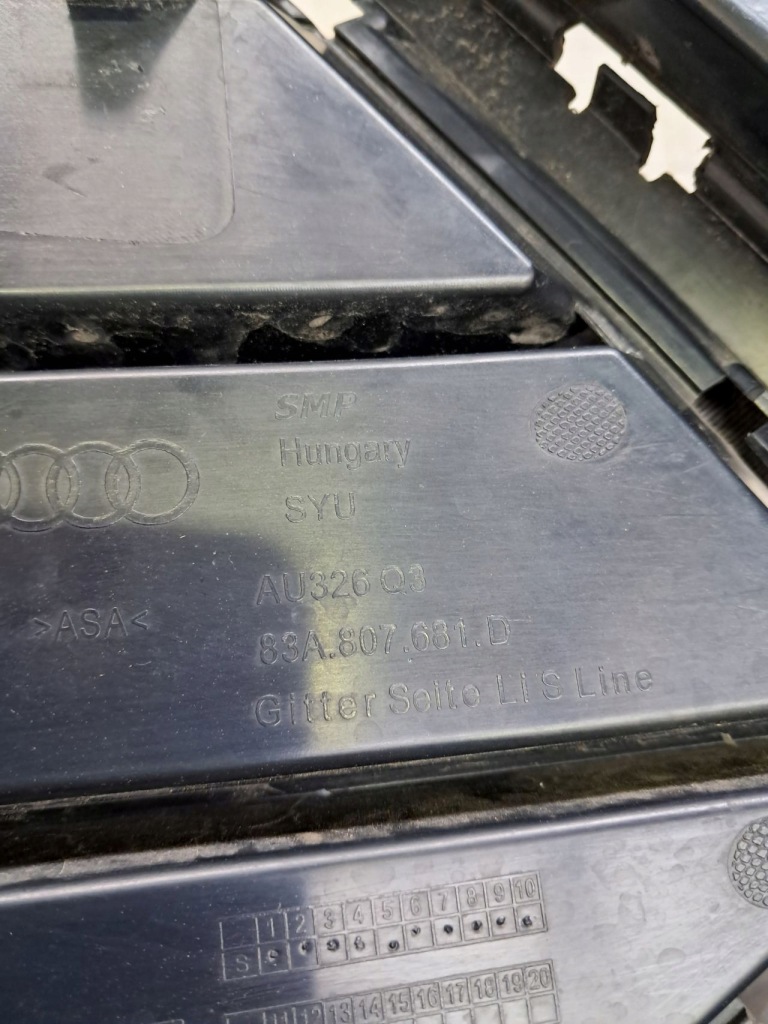 SMP
Hungary
SYU
AU326 Q3
>ASA<
83A.807.681.D
Gitter Seite LI S Line
1 2 3 4 5 6 7 8 9 10
S
11 12 13 14 15 16 17 18 19 20